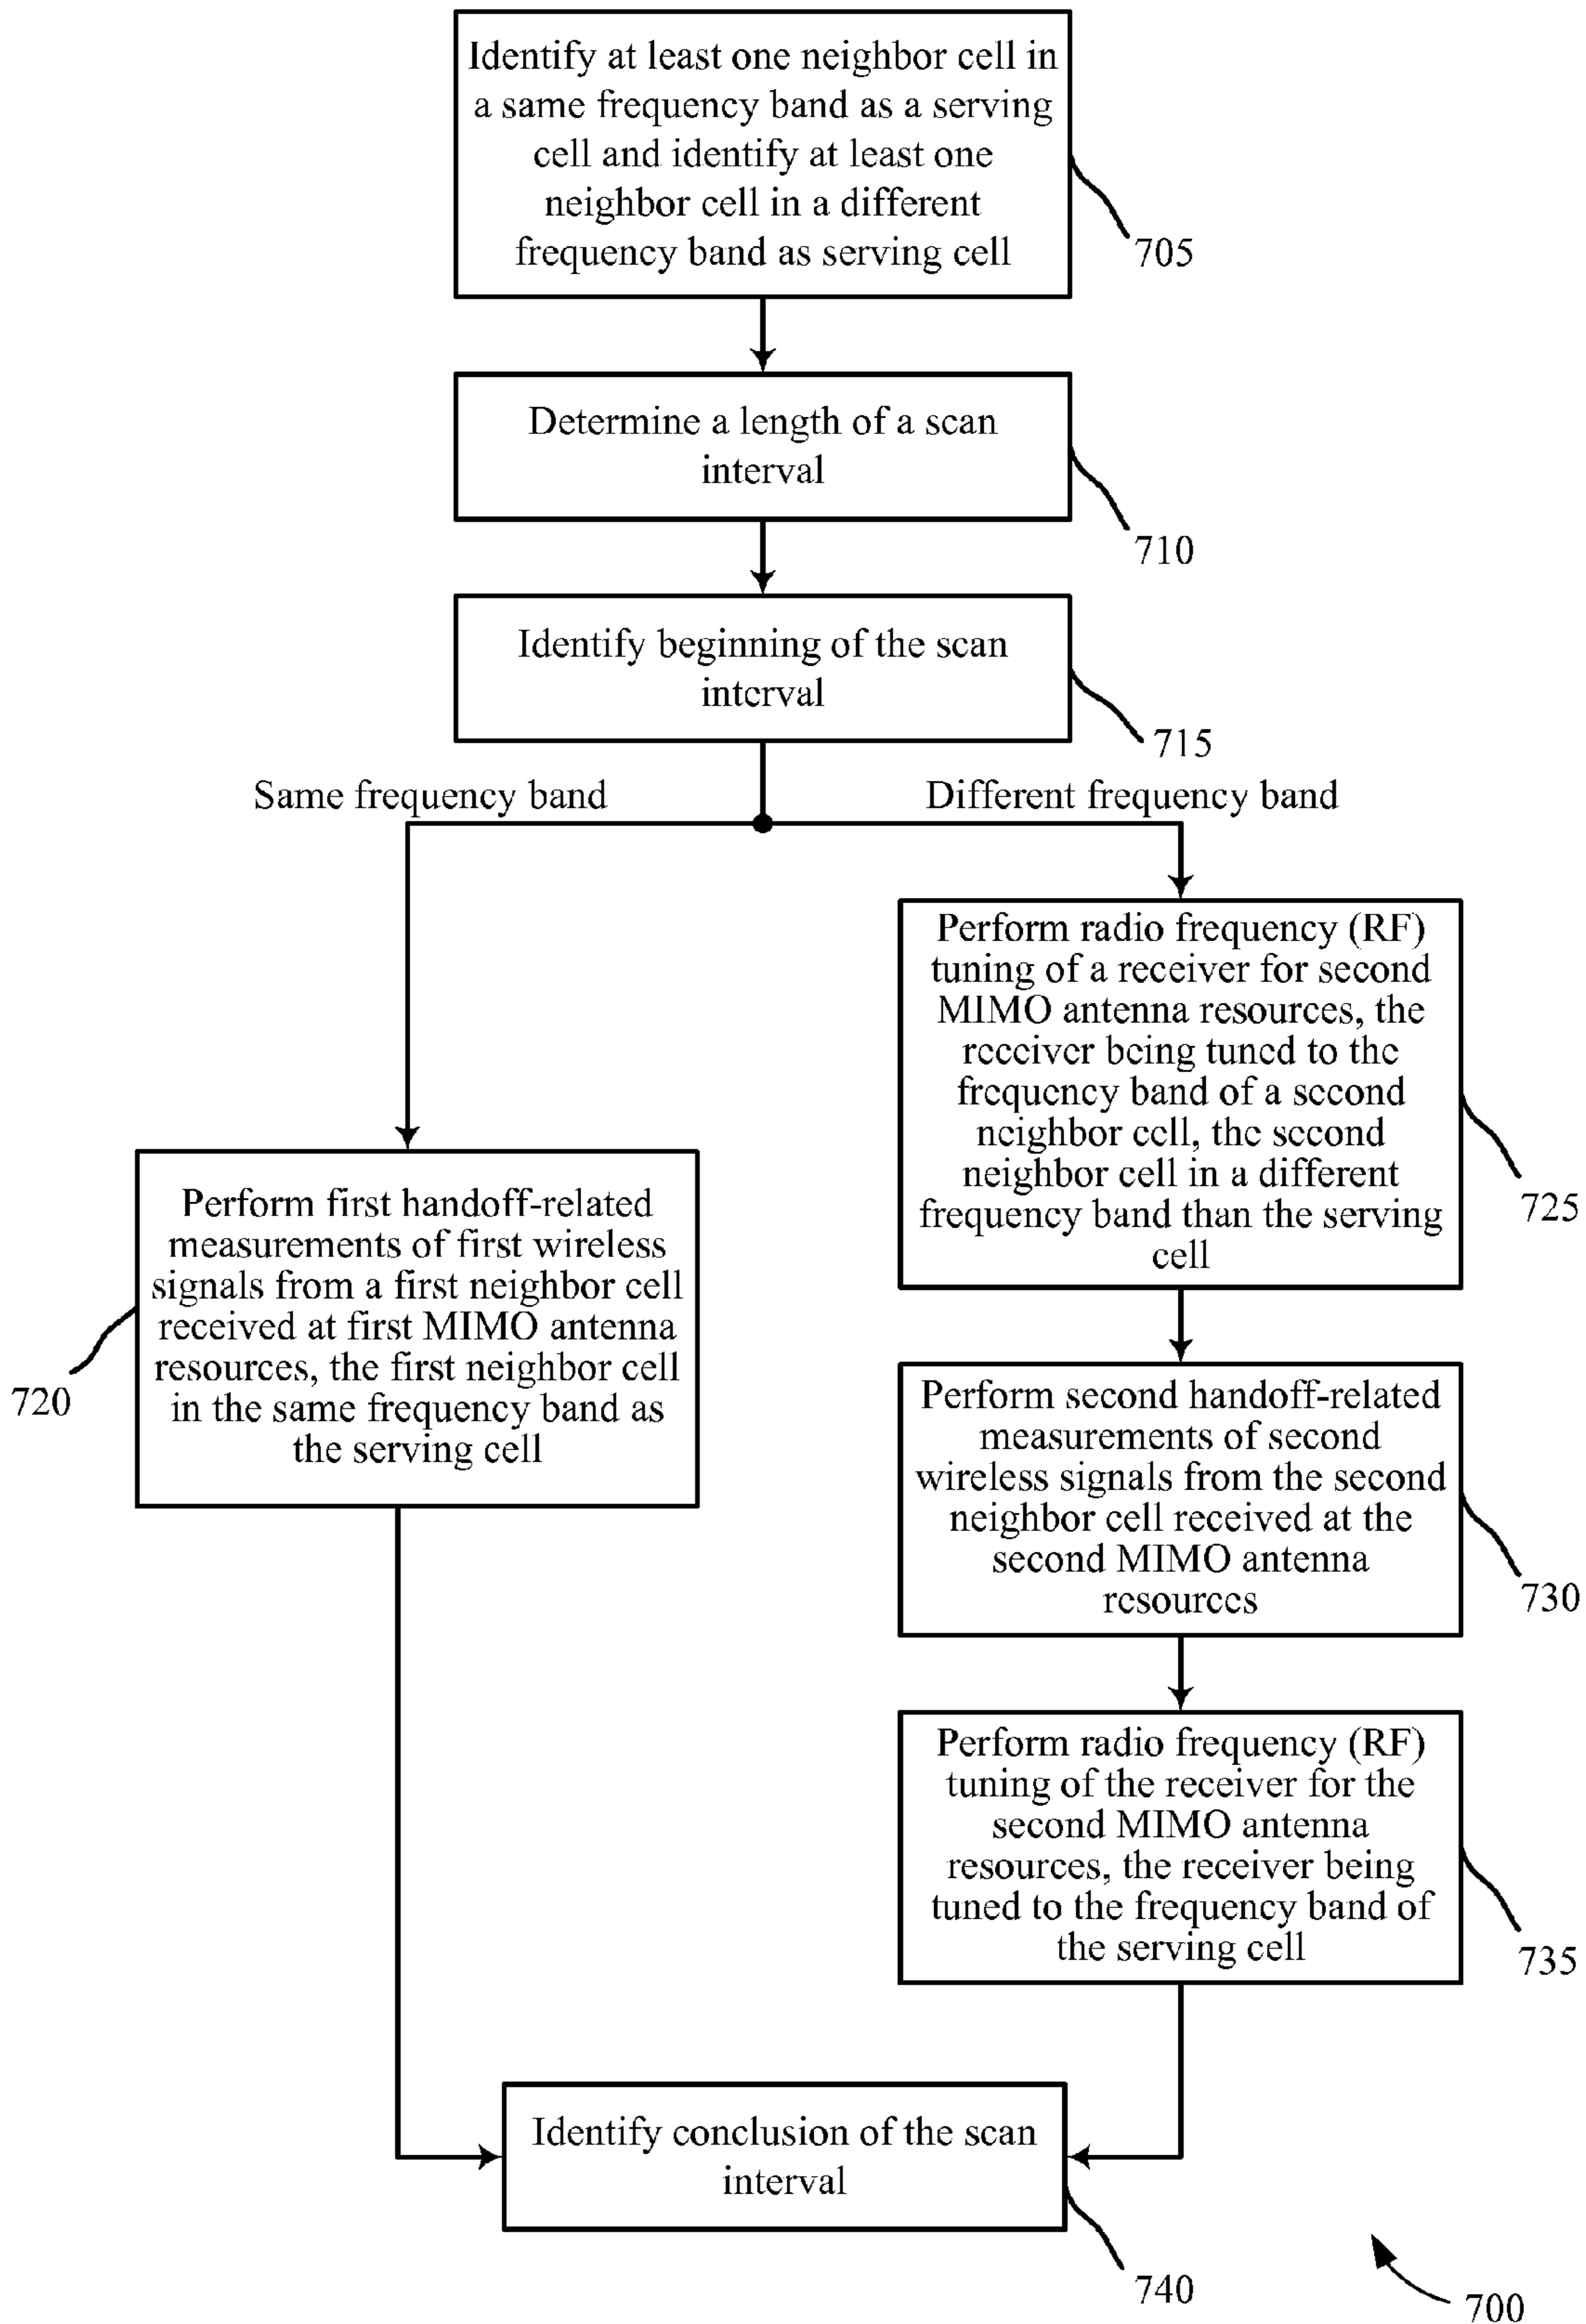 Identify at least one neighbor cell in
a same frequency band as a serving
cell and identify at least one
neighbor cell in a different
frequency band as serving cell
705
Determine a length of a scan
interval
710
Identify beginning of the scan
interval
715
Same frequency band
Different frequency band
Perform radio frequency (RF)
tuning of a receiver for second
MIMO antenna resources, the
receiver being tuned to the
frequency band of a second
neighbor cell, the second
neighbor cell in a different
frequency band than the serving
cell
725
Perform first handoff-related
measurements of first wireless
signals from a first neighbor cell
received at first MIMO antenna
resources, the first neighbor cell
in the same frequency band as
the serving cell
720
Perform second handoff-related
measurements of second
wireless signals from the second
neighbor cell received at the
second MIMO antenna
resources
730
Perform radio frequency (RF)
tuning of the receiver for the
second MIMO antenna
resources, the receiver being
tuned to the frequency band of
the serving cell
735
Identify conclusion of the scan
interval
740
700